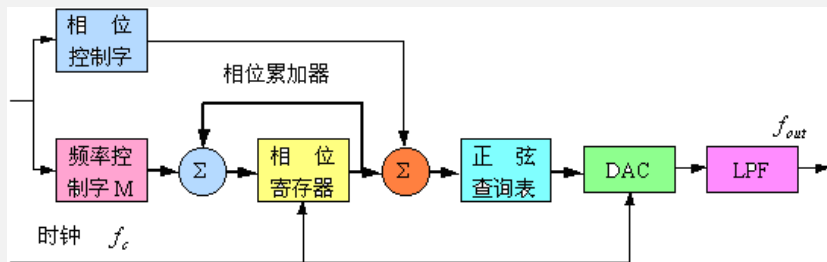 相 位
控制字
相位累加器
频率控
制字 M
Σ
相 位
寄存器
Σ
正 弦
查询表
DAC
LPF
f_out
时钟 f_c